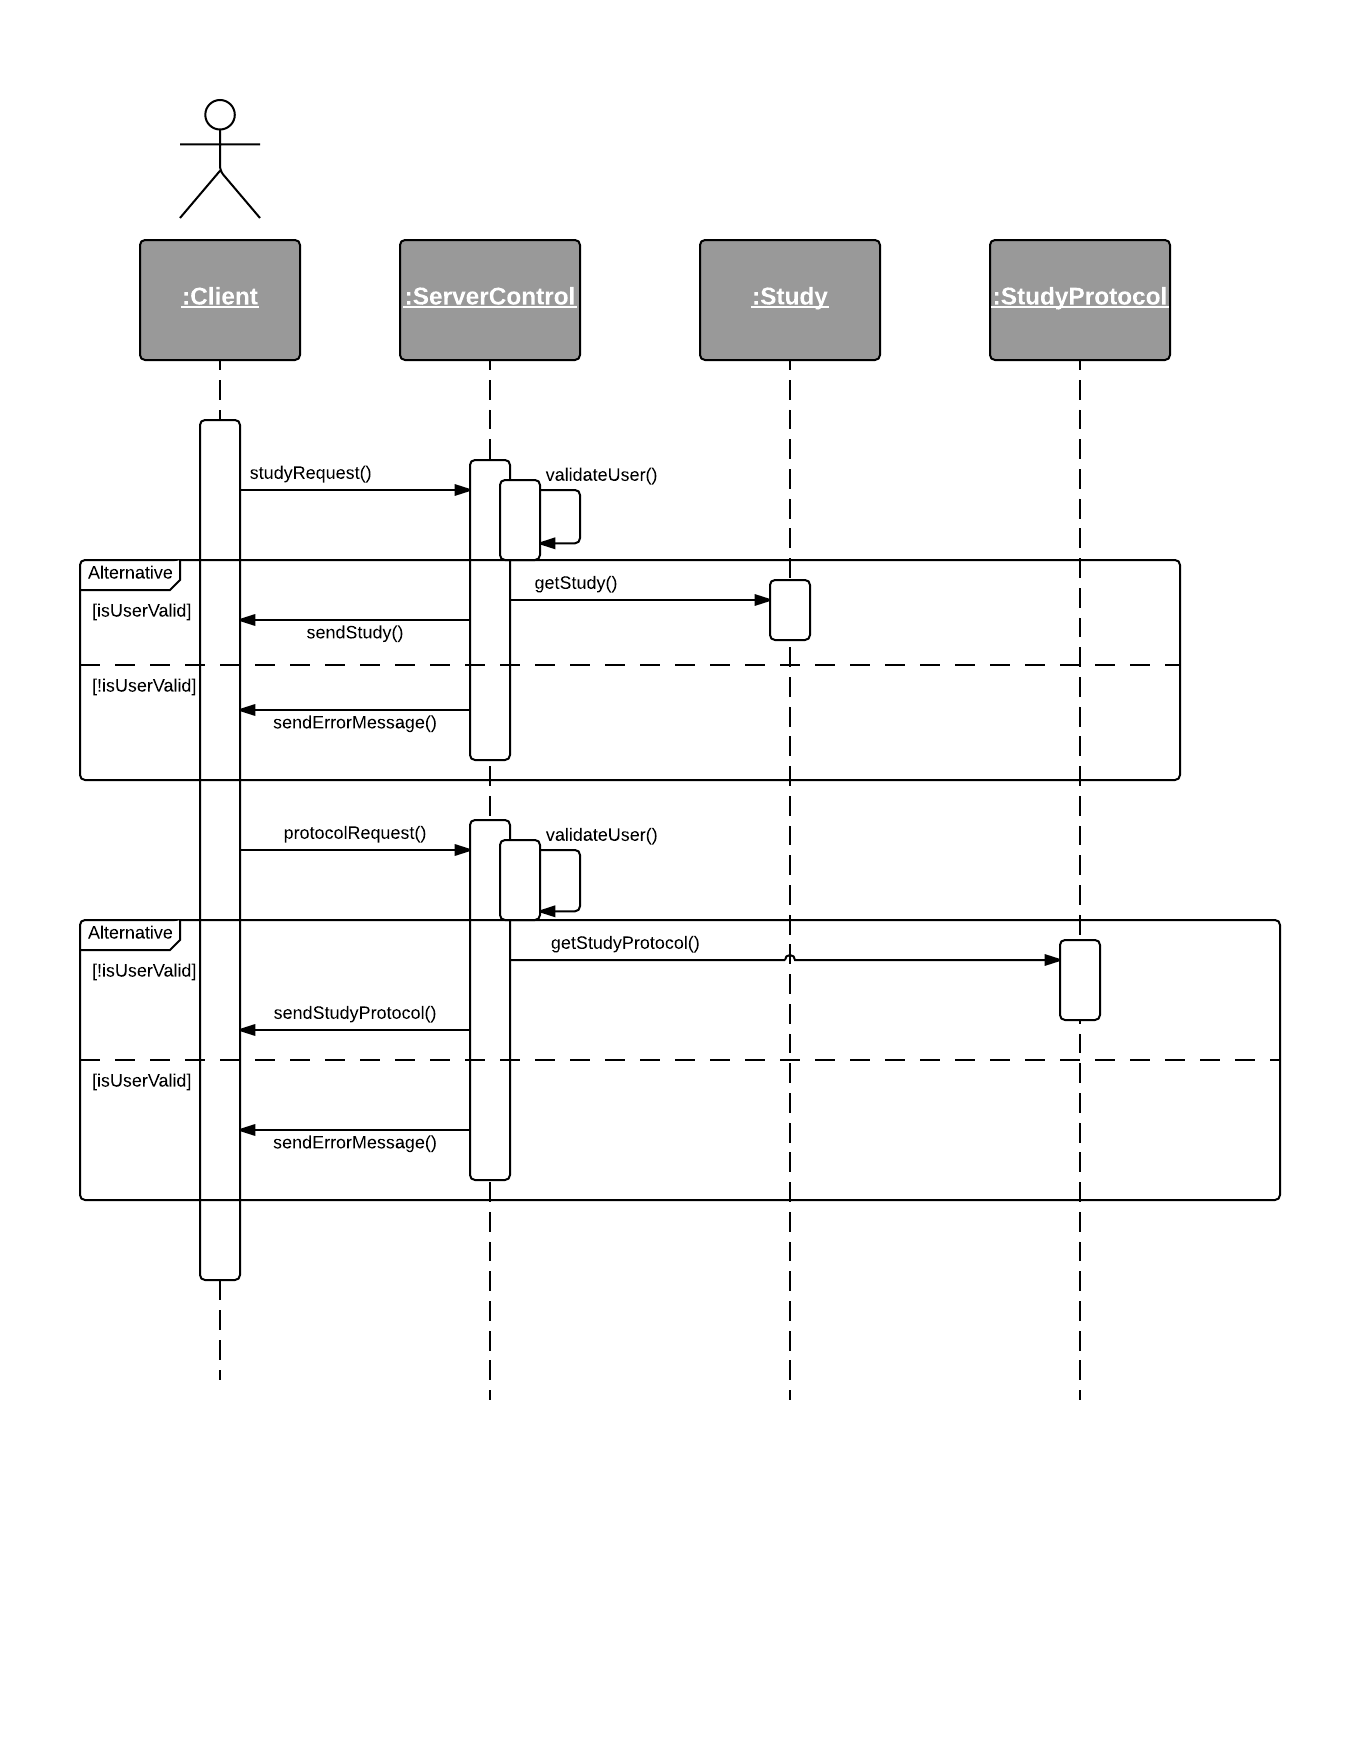 :Client
:ServerControl
:Study
:StudyProtocol
studyRequest()
validateUser()
Alternative
getStudy()
[isUserValid]
sendStudy()
[!isUserValid]
sendErrorMessage()
protocolRequest()
validateUser()
Alternative
getStudyProtocol()
[!isUserValid]
sendStudyProtocol()
[isUserValid]
sendErrorMessage()